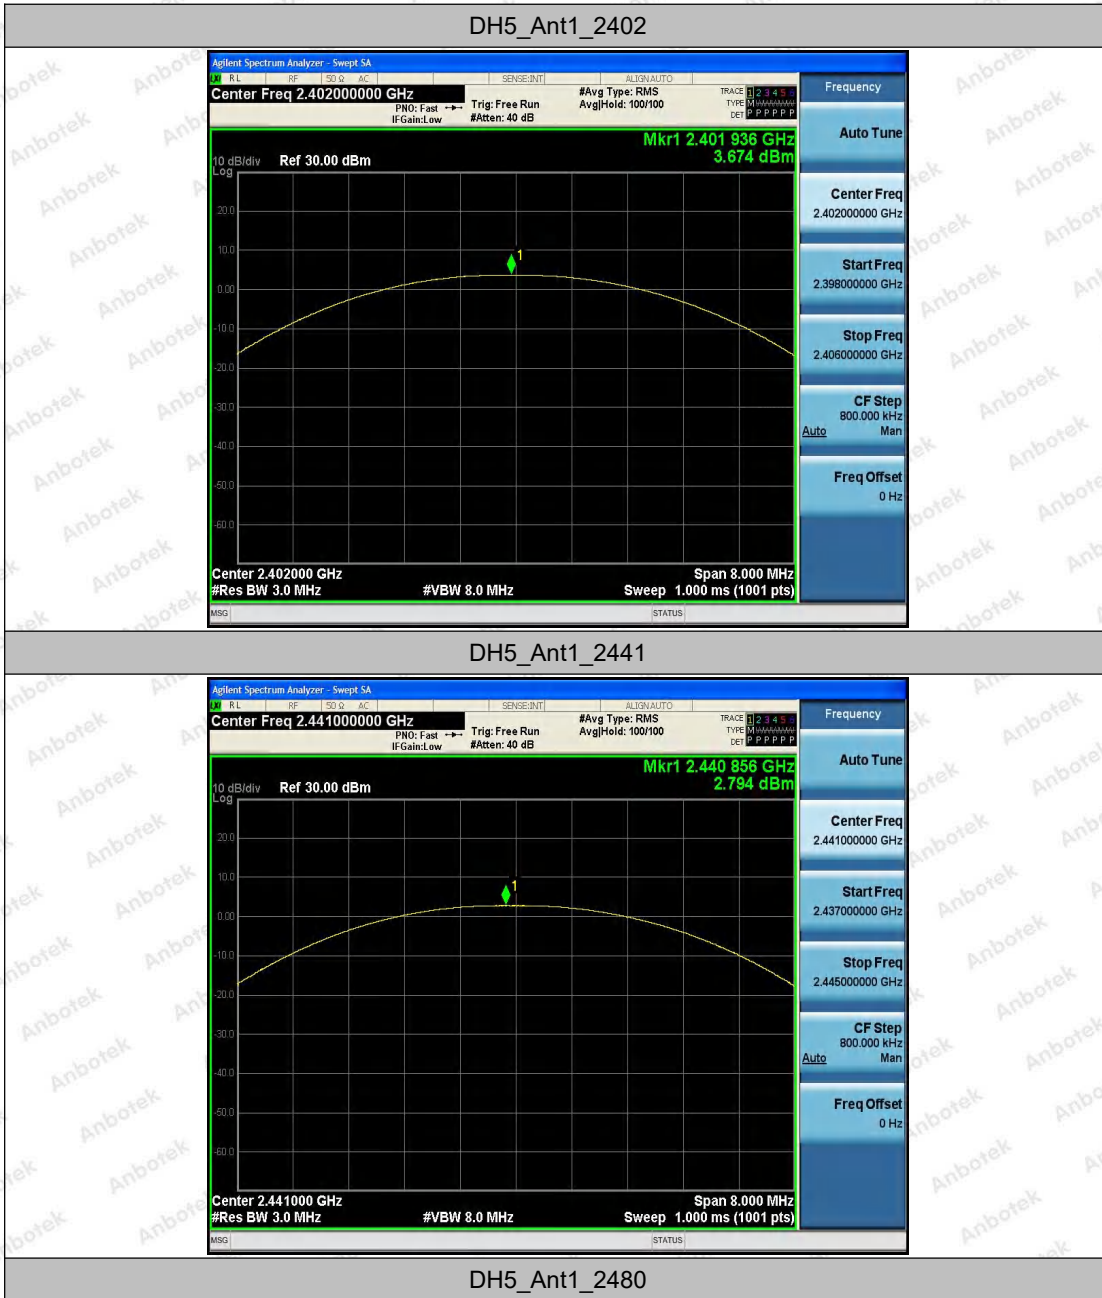 DH5_Ant1_2402
Agilent Spectrum Analyzer - Swept SA
RL RF 50 Ω AC SENSE:INT ALIGNAUTO
Center Freq 2.402000000 GHz
PNO: Fast
IFGain:Low
Trig: Free Run
#Atten: 40 dB
#Avg Type: RMS
Avg|Hold: 100/100
TRACE 1 2 3 4 5 6
TYPE M
DET P P P P P P
Mkr1 2.401 936 GHz
3.674 dBm
10 dB/div Ref 30.00 dBm
Log
20.0
10.0
0.00
-10.0
-20.0
-30.0
-40.0
-50.0
-60.0
1
Center 2.402000 GHz Span 8.000 MHz
#Res BW 3.0 MHz #VBW 8.0 MHz Sweep 1.000 ms (1001 pts)
MSG STATUS
Frequency
Auto Tune
Center Freq
2.402000000 GHz
Start Freq
2.398000000 GHz
Stop Freq
2.406000000 GHz
CF Step
800.000 kHz
Auto Man
Freq Offset
0 Hz
DH5_Ant1_2441
Agilent Spectrum Analyzer - Swept SA
RL RF 50 Ω AC SENSE:INT ALIGNAUTO
Center Freq 2.441000000 GHz
PNO: Fast
IFGain:Low
Trig: Free Run
#Atten: 40 dB
#Avg Type: RMS
Avg|Hold: 100/100
TRACE 1 2 3 4 5 6
TYPE M
DET P P P P P P
Mkr1 2.440 856 GHz
2.794 dBm
10 dB/div Ref 30.00 dBm
Log
20.0
10.0
0.00
-10.0
-20.0
-30.0
-40.0
-50.0
-60.0
1
Center 2.441000 GHz Span 8.000 MHz
#Res BW 3.0 MHz #VBW 8.0 MHz Sweep 1.000 ms (1001 pts)
MSG STATUS
Frequency
Auto Tune
Center Freq
2.441000000 GHz
Start Freq
2.437000000 GHz
Stop Freq
2.445000000 GHz
CF Step
800.000 kHz
Auto Man
Freq Offset
0 Hz
DH5_Ant1_2480
Anbotek